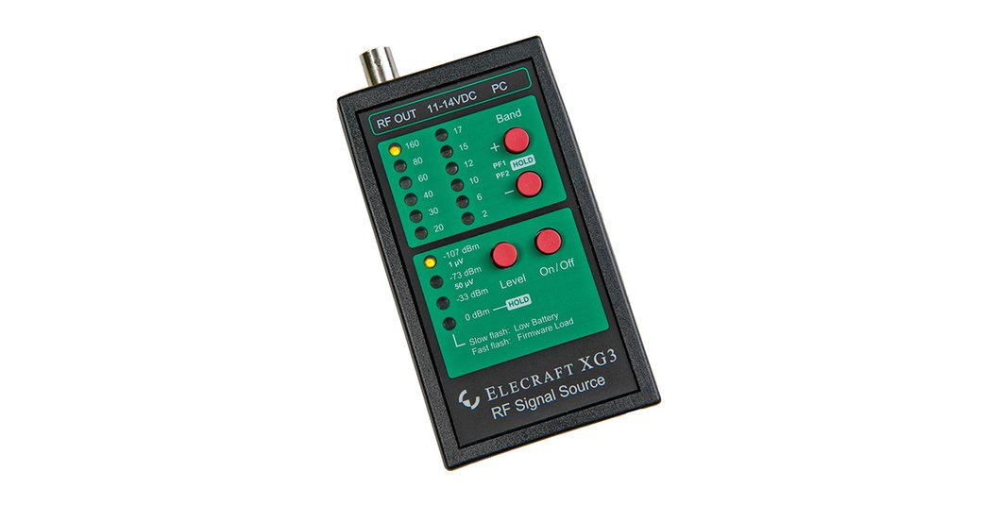 RF OUT 11-14VDC PC
160 17 Band
80 15 +
60 12 PF1 HOLD
40 10 PF2
30 6 −
20 2
-107 dBm
1 µV
-73 dBm
50 µV Level On/Off
-33 dBm
0 dBm HOLD
Slow flash: Low Battery
Fast flash: Firmware Load
ELECRAFT XG3
RF Signal Source